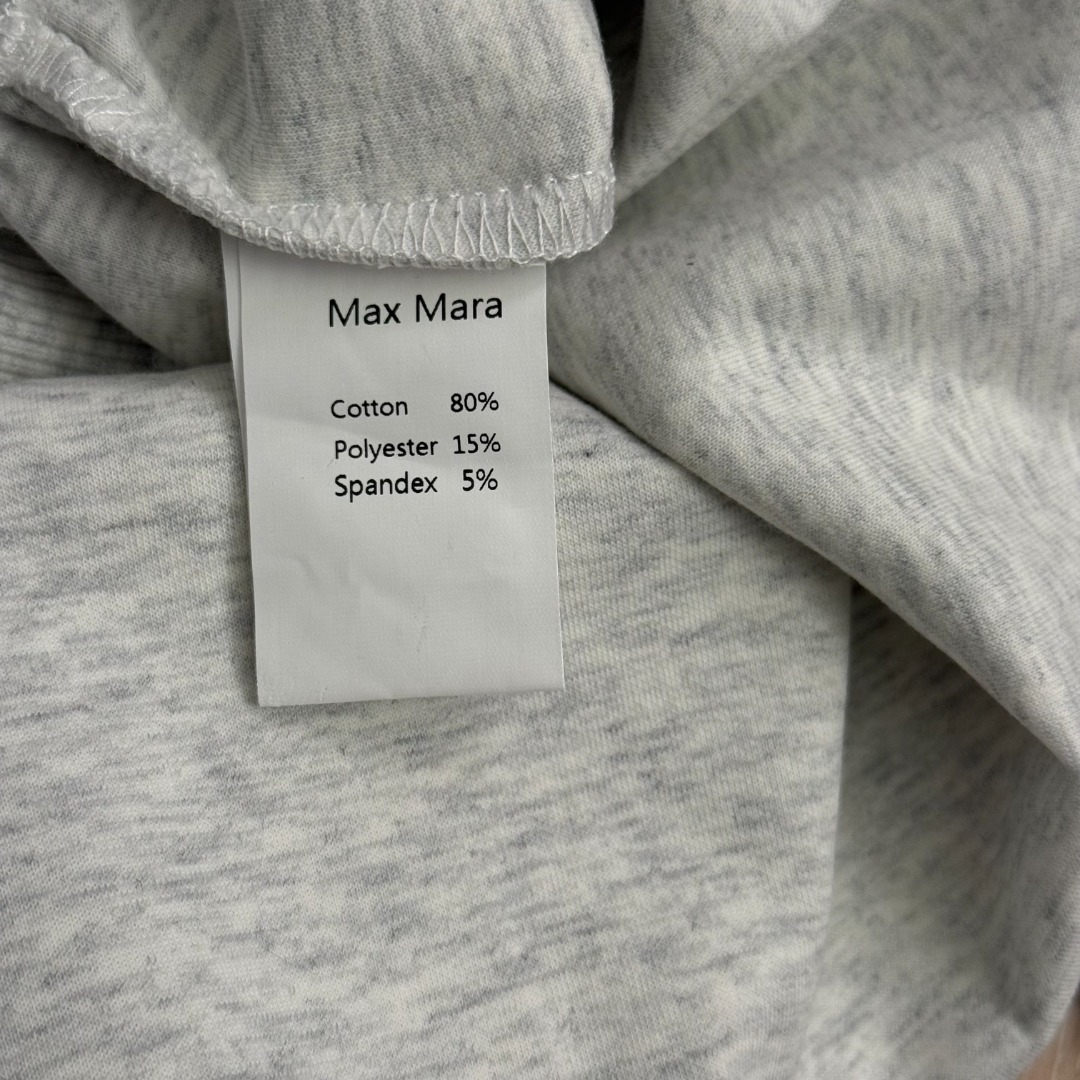 Max Mara
Cotton 80%
Polyester 15%
Spandex 5%